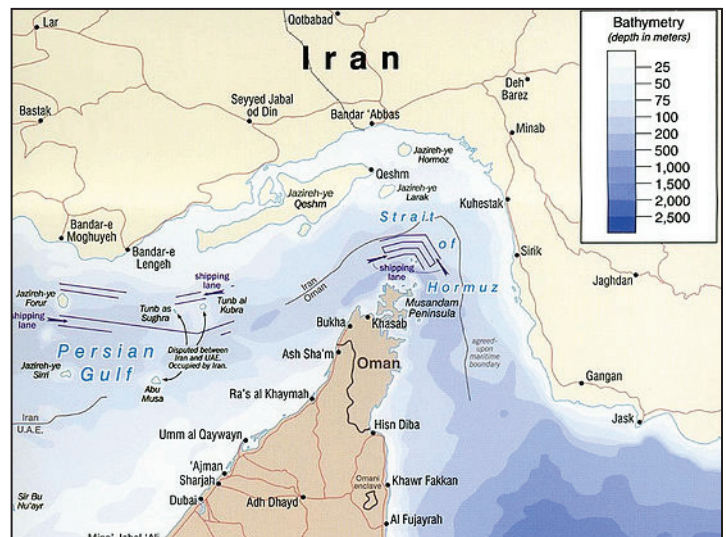 Lar
Qotbabad
Iran
Bathymetry
(depth in meters)
25
50
75
100
200
500
1,000
1,500
2,000
2,500
Deh
Barez
Bastak
Seyyed Jabal
od Din
Bandar 'Abbas
Minab
Jazireh-ye
Hormoz
Qeshm
Jazireh-ye
Qeshm
Jazireh-ye
Larak
Kuhestak
Strait
of
Hormuz
Bandar-e
Moghuyeh
Bandar-e
Lengeh
Sirik
shipping
lane
Iran
Oman
shipping
lane
Jaghdan
Jazireh-ye
Forur
Tunb as
Sughra
Tunb al
Kubra
Musandam
Peninsula
shipping
lane
Bukha
Khasab
Persian
Gulf
Disputed between
Iran and UAE.
Occupied by Iran.
Ash Sha'm
Oman
agreed-
upon
maritime
boundary
Jazireh-ye
Sirri
Abu
Musa
Gangan
Ra's al Khaymah
Jask
Iran
U.A.E.
Hisn Diba
Umm al Qaywayn
'Ajman
Sharjah
Dubai
Adh Dhayd
Omani
enclave
Khawr Fakkan
Sir Bu
Nu'ayr
Al Fujayrah